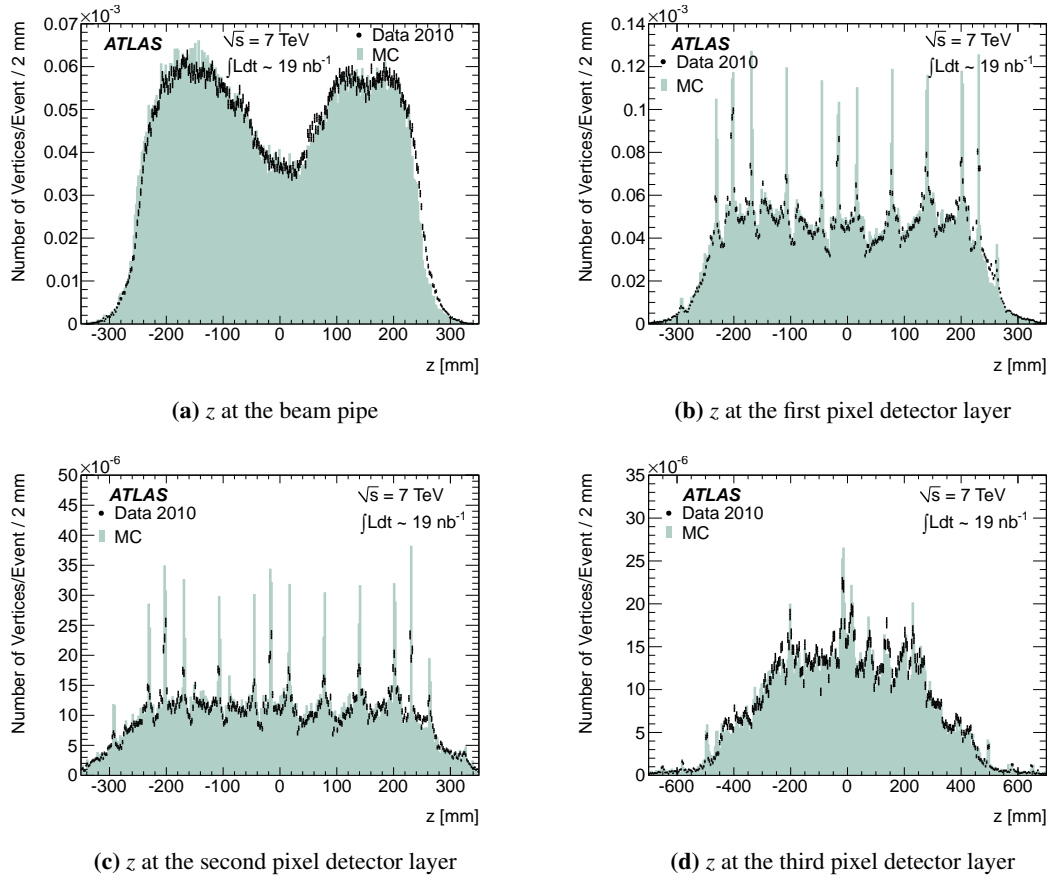 ×10⁻³
0.07
0.06
0.05
0.04
0.03
0.02
0.01
0
Number of Vertices/Event / 2 mm
ATLAS
√s = 7 TeV
∫Ldt ~ 19 nb⁻¹
Data 2010
MC
-300 -200 -100 0 100 200 300
z [mm]
(a) z at the beam pipe
×10⁻³
0.14
0.12
0.1
0.08
0.06
0.04
0.02
0
Number of Vertices/Event / 2 mm
ATLAS
Data 2010
MC
√s = 7 TeV
∫Ldt ~ 19 nb⁻¹
-300 -200 -100 0 100 200 300
z [mm]
(b) z at the first pixel detector layer
×10⁻⁶
50
45
40
35
30
25
20
15
10
5
0
Number of Vertices/Event / 2 mm
ATLAS
Data 2010
MC
√s = 7 TeV
∫Ldt ~ 19 nb⁻¹
-300 -200 -100 0 100 200 300
z [mm]
(c) z at the second pixel detector layer
×10⁻⁶
35
30
25
20
15
10
5
0
Number of Vertices/Event / 2 mm
ATLAS
Data 2010
MC
√s = 7 TeV
∫Ldt ~ 19 nb⁻¹
-600 -400 -200 0 200 400 600
z [mm]
(d) z at the third pixel detector layer